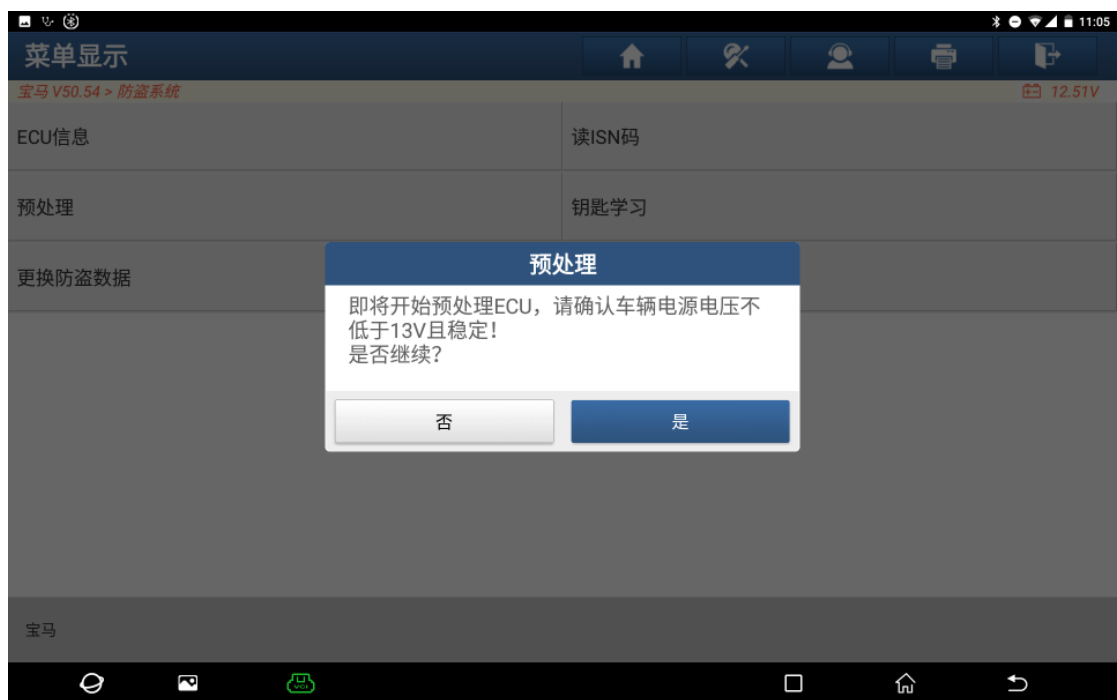 11:05
菜单显示
宝马 V50.54 > 防盗系统
12.51V
ECU信息
读ISN码
预处理
钥匙学习
更换防盗数据
预处理
即将开始预处理ECU，请确认车辆电源电压不
低于13V且稳定！
是否继续？
否
是
宝马
VCI